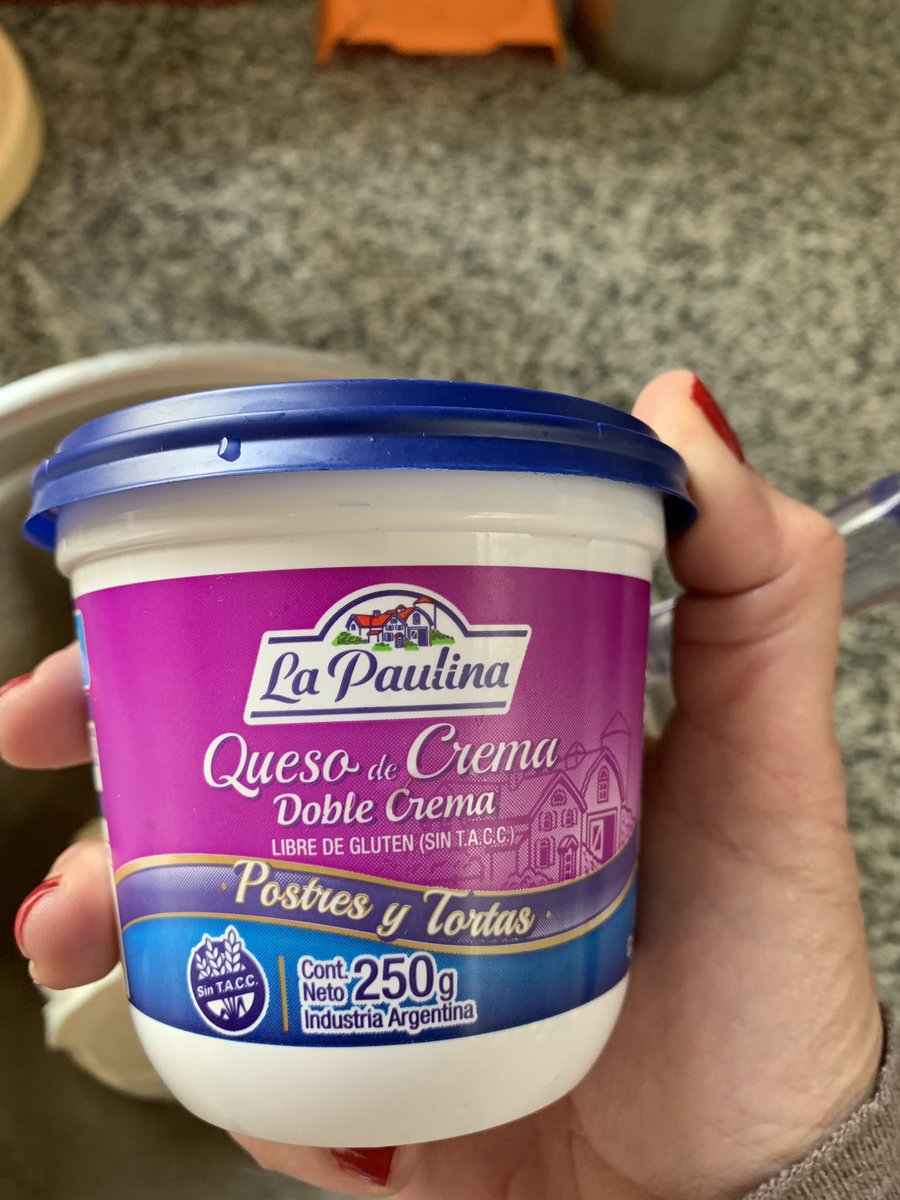 La Paulina
Queso de Crema
Doble Crema
LIBRE DE GLUTEN (SIN T.A.C.C.)
Postres y Tortas
Sin T.A.C.C.
Cont.
Neto 250g
Industria Argentina